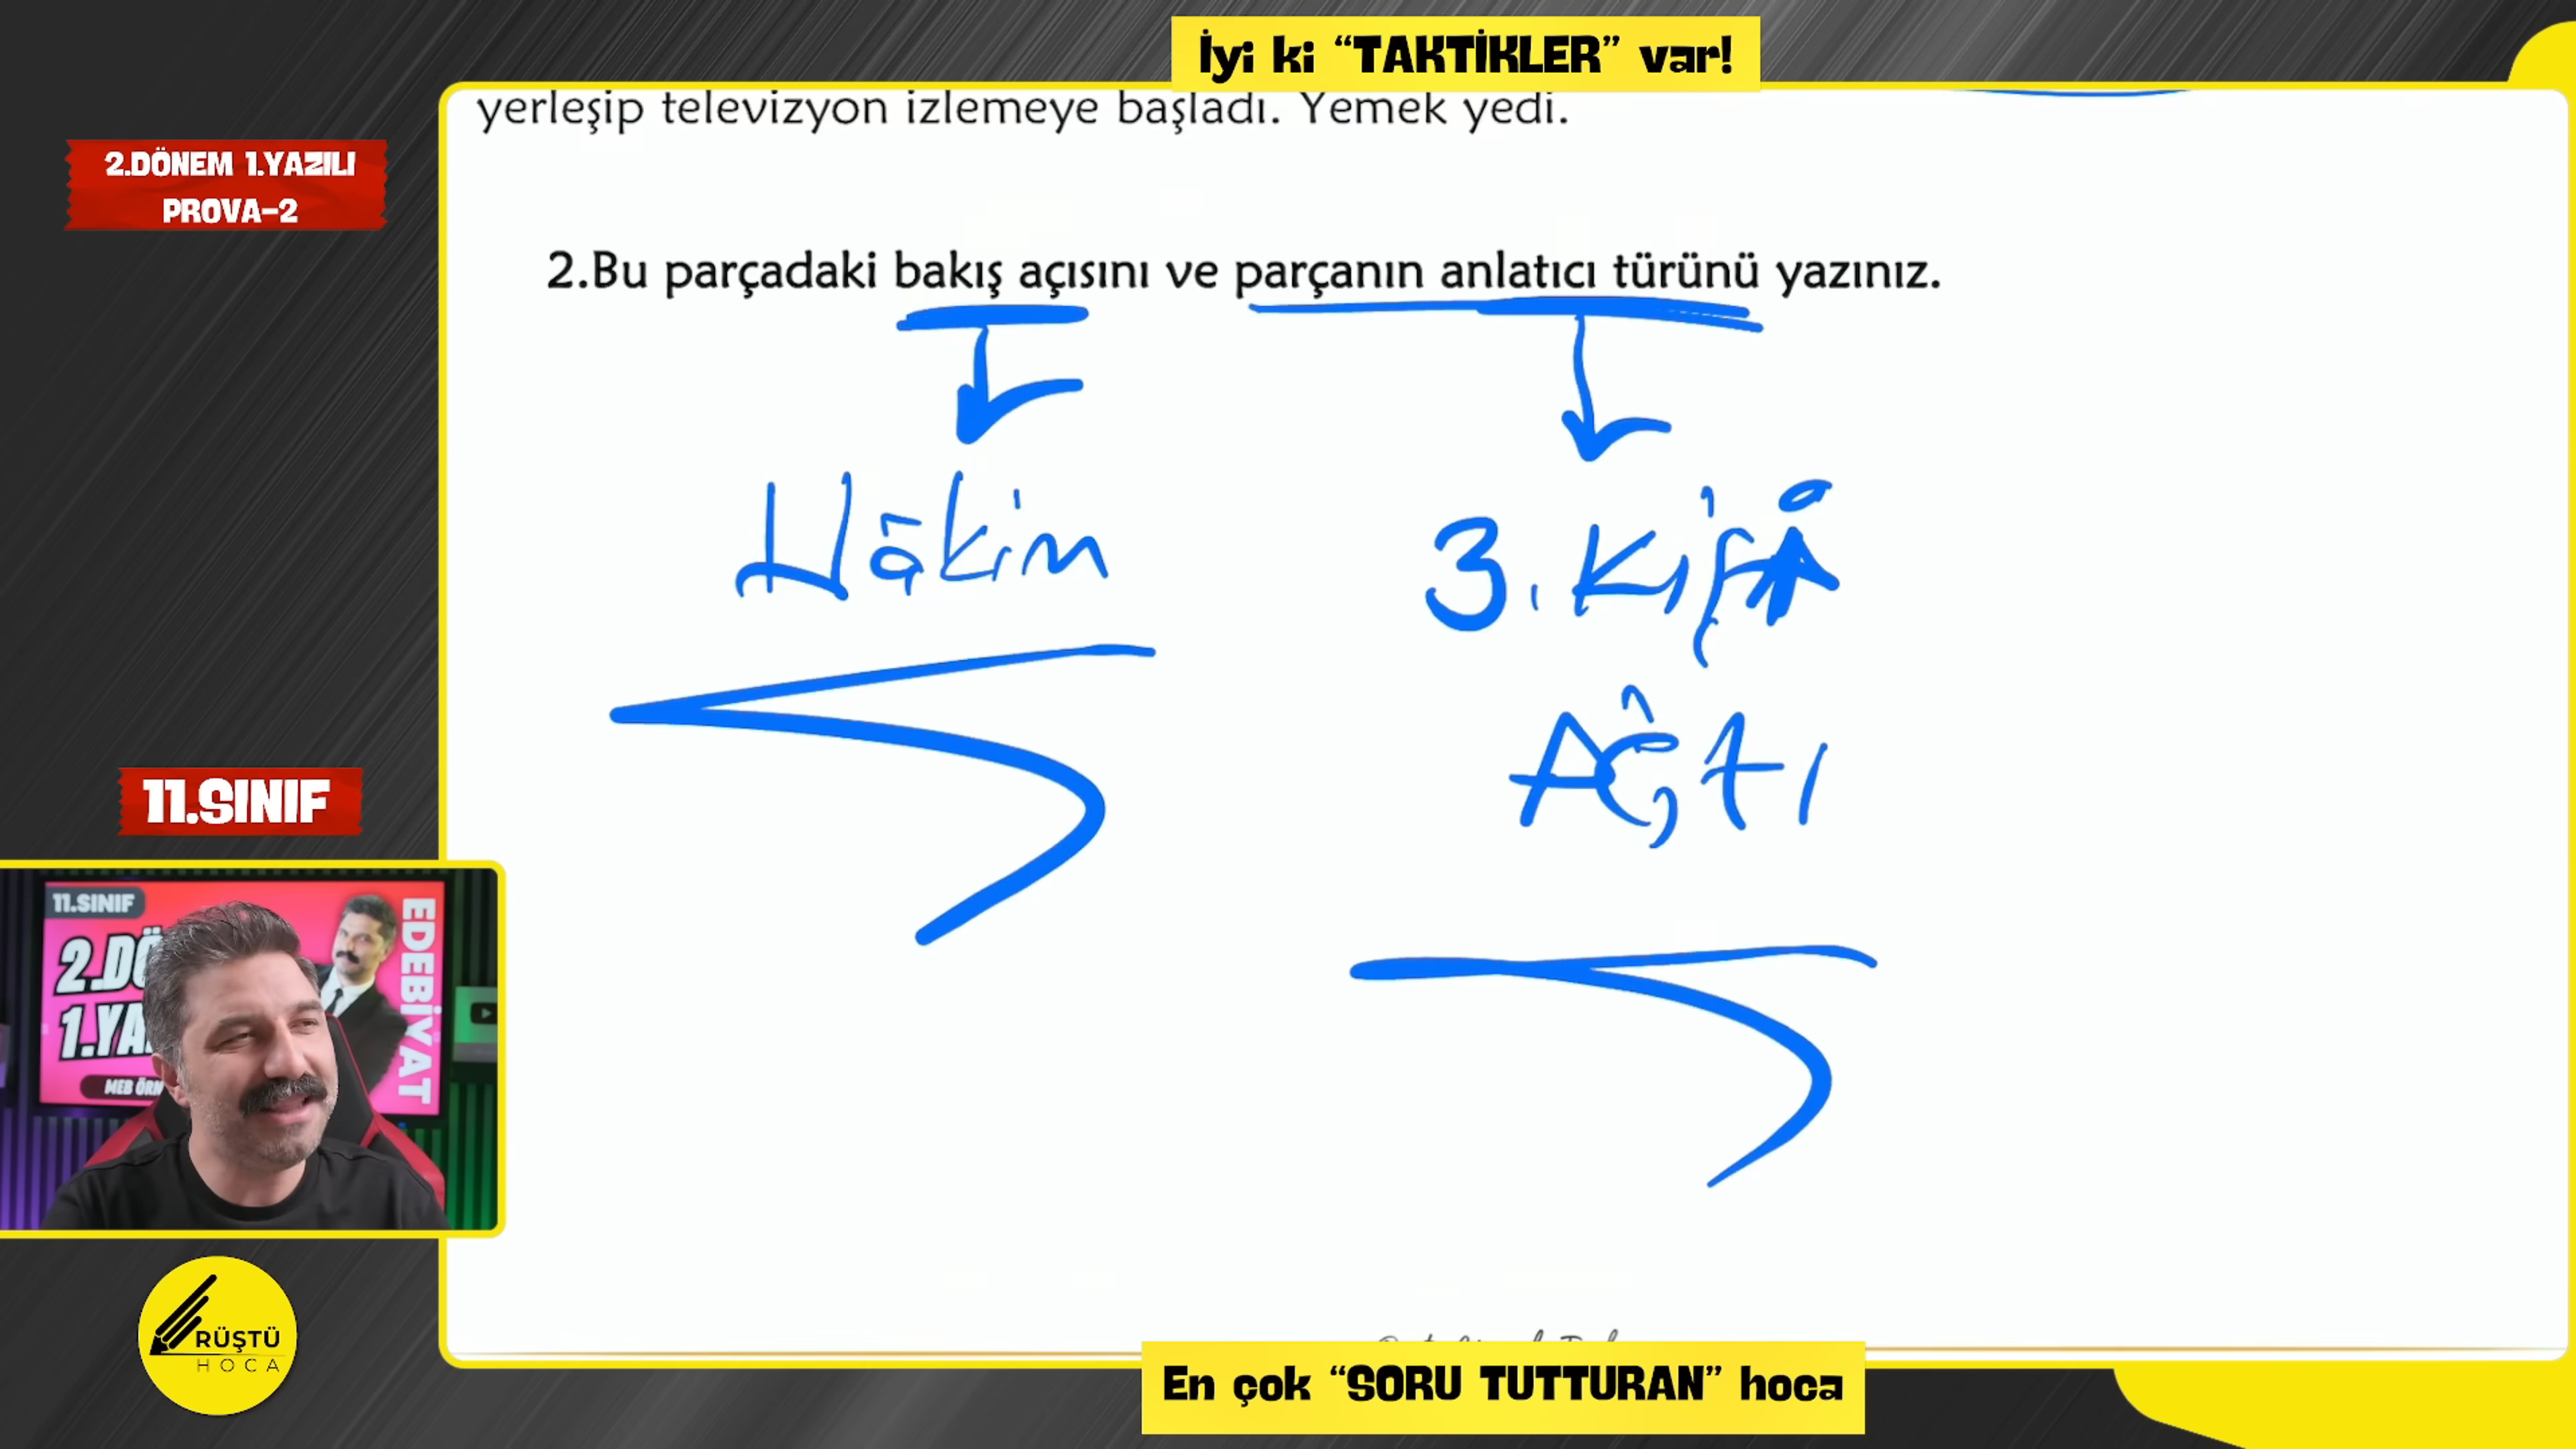 İyi ki “TAKTİKLER” var!
yerleşip televizyon izlemeye başladı. Yemek yedi.
2.DÖNEM 1.YAZILI
PROVA-2
2.Bu parçadaki bakış açısını ve parçanın anlatıcı türünü yazınız.
Hâkim
3. Kişi
11.SINIF
11.SINIF
EDEBİYAT
MEB
RÜŞTÜ
HOCA
En çok “SORU TUTTURAN” hoca